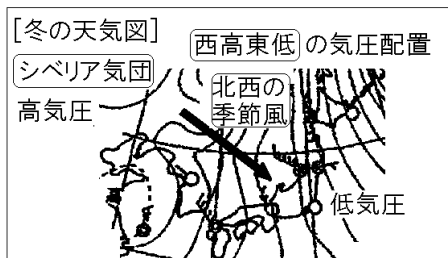 [冬の天気図]
西高東低 の気圧配置
シベリア気団
高気圧
北西の
季節風
低気圧